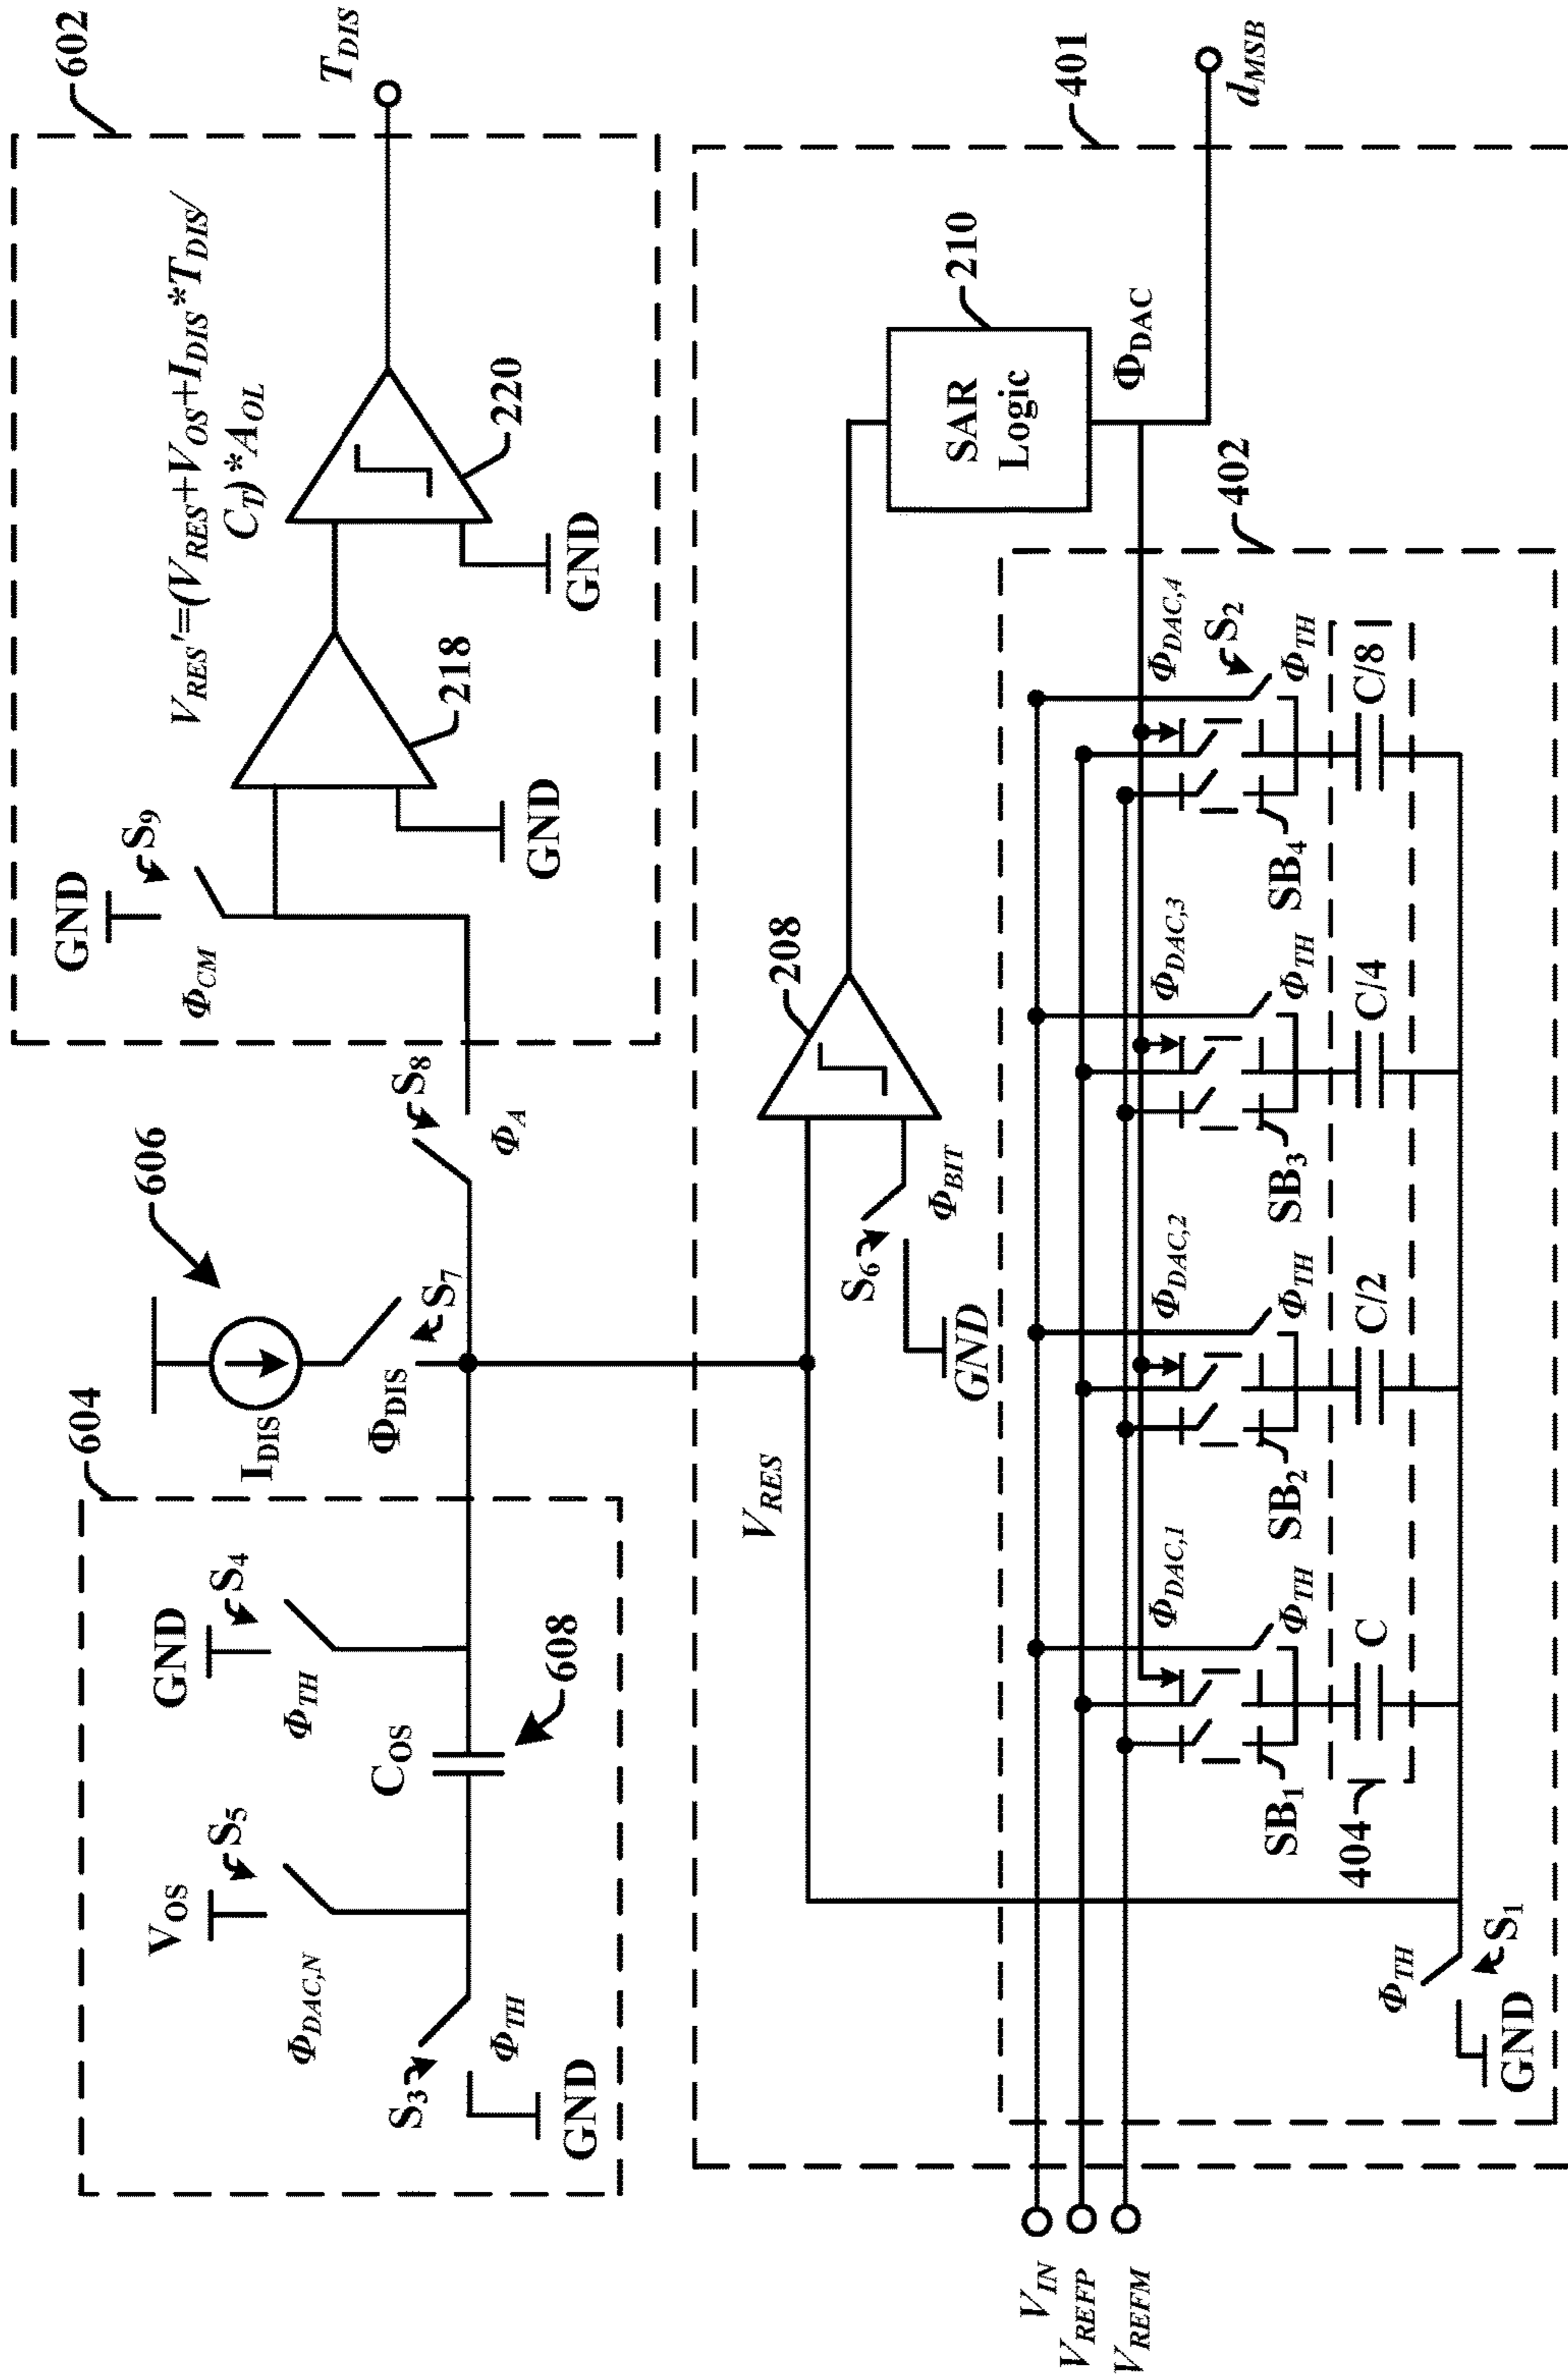 602
T_DIS
V_RES'=(V_RES+V_OS+I_DIS*T_DIS/
C_T)*A_OL
220
GND
218
GND
GND
S_9
Φ_CM
S_8
Φ_A
606
I_DIS
S_7
Φ_DIS
604
GND
S_4
Φ_TH
V_OS
S_5
Φ_DAC,N
C_OS
608
S_3
Φ_TH
GND
401
d_MSB
210
SAR
Logic
Φ_DAC
208
S_6
Φ_BIT
GND
V_RES
402
Φ_DAC,1
Φ_TH
SB_1
C
Φ_DAC,2
Φ_TH
SB_2
C/2
Φ_DAC,3
Φ_TH
SB_3
C/4
Φ_DAC,4
S_2
Φ_TH
SB_4
C/8
404
Φ_TH
S_1
GND
V_IN
V_REFP
V_REFM